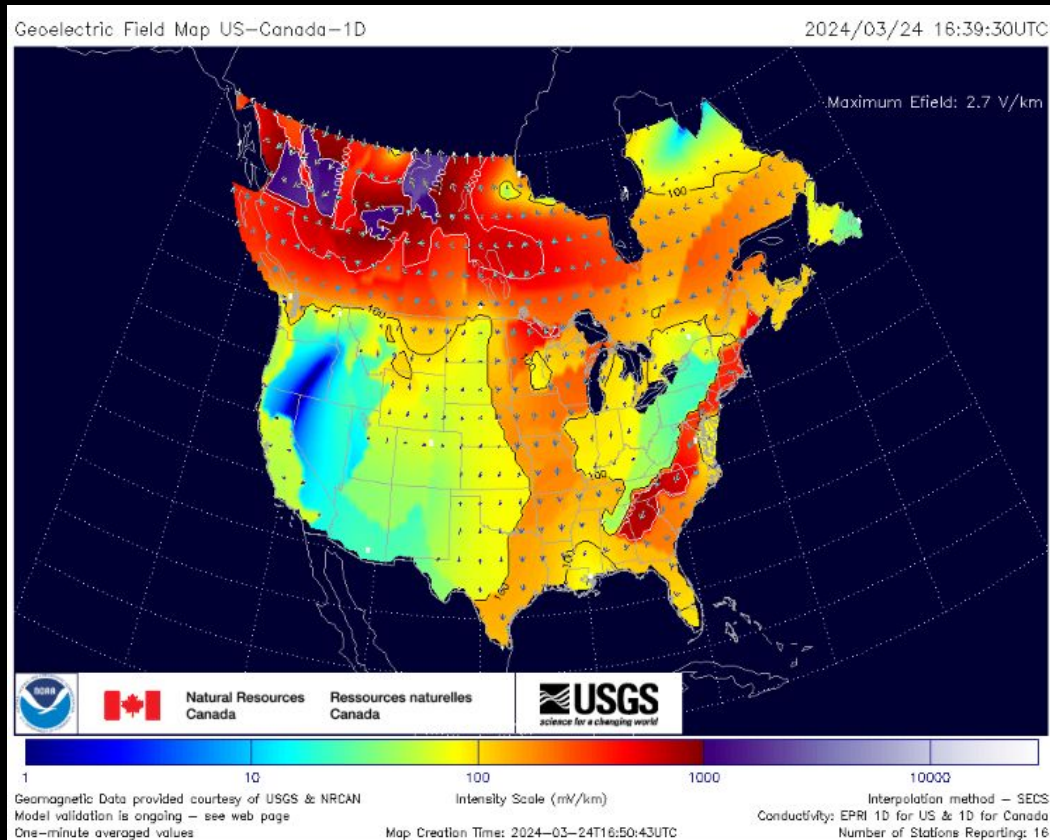 Geoelectric Field Map US-Canada-1D
2024/03/24 16:39:30UTC
Maximum Efield: 2.7 V/km
100
1000
1000
100
100
100
NOAA
Natural Resources
Canada
Ressources naturelles
Canada
USGS
science for a changing world
1
10
100
1000
10000
Geomagnetic Data provided courtesy of USGS & NRCAN
Intensity Scale (mV/km)
Interpolation method – SECS
Model validation is ongoing – see web page
Conductivity: EPRI 1D for US & 1D for Canada
One-minute averaged values
Map Creation Time: 2024-03-24T16:50:43UTC
Number of Stations Reporting: 16